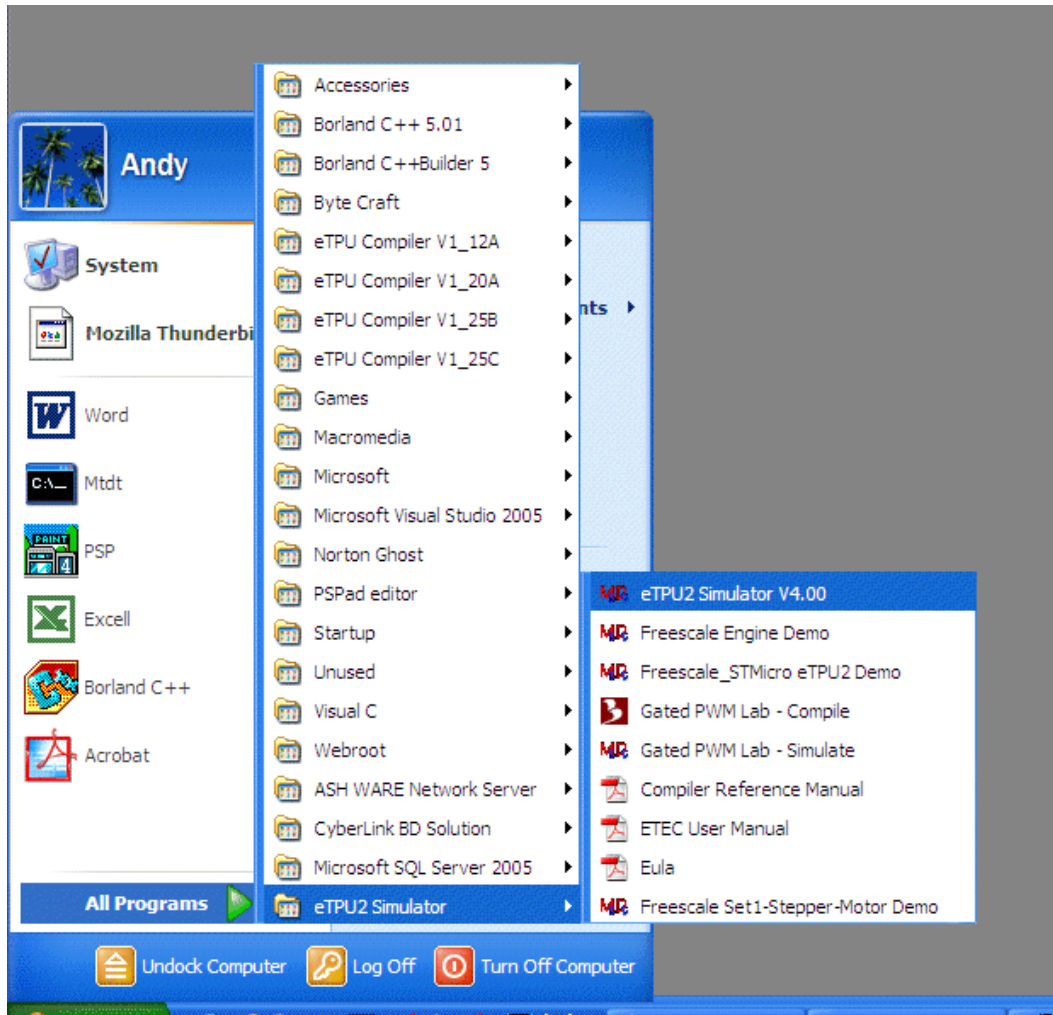 Andy
System
Mozilla Thunderbi
Word
C:\_
Mtdt
PAINT
4
PSP
Excell
Borland C++
Acrobat
All Programs
Accessories
Borland C++ 5.01
Borland C++Builder 5
Byte Craft
eTPU Compiler V1_12A
eTPU Compiler V1_20A
eTPU Compiler V1_25B
eTPU Compiler V1_25C
Games
Macromedia
Microsoft
Microsoft Visual Studio 2005
Norton Ghost
PSPad editor
Startup
Unused
Visual C
Webroot
ASH WARE Network Server
CyberLink BD Solution
Microsoft SQL Server 2005
eTPU2 Simulator
nts
eTPU2 Simulator V4.00
Freescale Engine Demo
Freescale_STMicro eTPU2 Demo
Gated PWM Lab - Compile
Gated PWM Lab - Simulate
Compiler Reference Manual
ETEC User Manual
Eula
Freescale Set1-Stepper-Motor Demo
Undock Computer
Log Off
Turn Off Computer